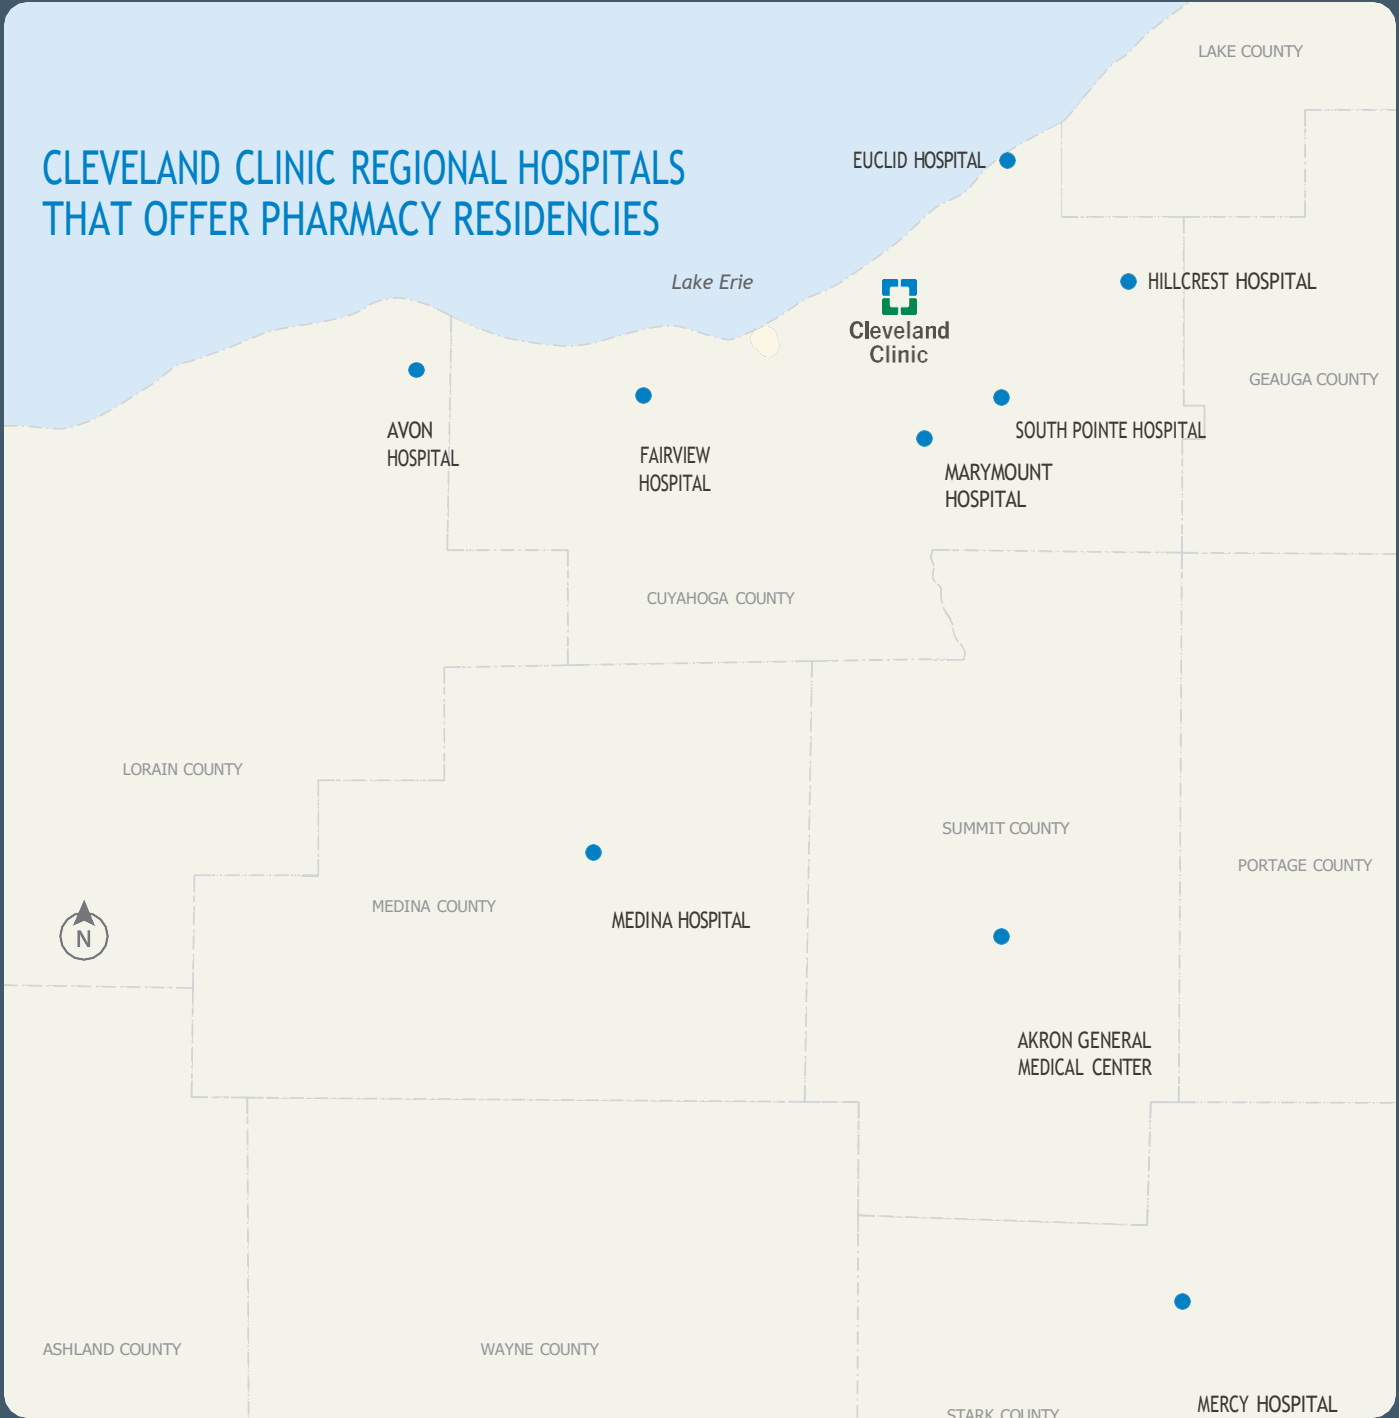 LAKE COUNTY
CLEVELAND CLINIC REGIONAL HOSPITALS
THAT OFFER PHARMACY RESIDENCIES
EUCLID HOSPITAL
Lake Erie
HILLCREST HOSPITAL
Cleveland
Clinic
GEAUGA COUNTY
AVON
HOSPITAL
FAIRVIEW
HOSPITAL
SOUTH POINTE HOSPITAL
MARYMOUNT
HOSPITAL
CUYAHOGA COUNTY
LORAIN COUNTY
SUMMIT COUNTY
PORTAGE COUNTY
MEDINA COUNTY
MEDINA HOSPITAL
N
AKRON GENERAL
MEDICAL CENTER
ASHLAND COUNTY
WAYNE COUNTY
MERCY HOSPITAL
STARK COUNTY